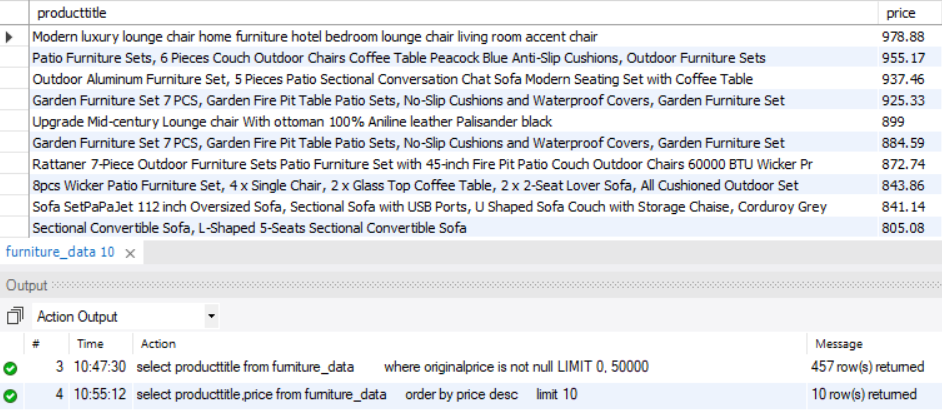 producttitle price
Modern luxury lounge chair home furniture hotel bedroom lounge chair living room accent chair 978.88
Patio Furniture Sets, 6 Pieces Couch Outdoor Chairs Coffee Table Peacock Blue Anti-Slip Cushions, Outdoor Furniture Sets 955.17
Outdoor Aluminum Furniture Set, 5 Pieces Patio Sectional Conversation Chat Sofa Modern Seating Set with Coffee Table 937.46
Garden Furniture Set 7 PCS, Garden Fire Pit Table Patio Sets, No-Slip Cushions and Waterproof Covers, Garden Furniture Set 925.33
Upgrade Mid-century Lounge chair With ottoman 100% Aniline leather Palisander black 899
Garden Furniture Set 7 PCS, Garden Fire Pit Table Patio Sets, No-Slip Cushions and Waterproof Covers, Garden Furniture Set 884.59
Rattaner 7-Piece Outdoor Furniture Sets Patio Furniture Set with 45-inch Fire Pit Patio Couch Outdoor Chairs 60000 BTU Wicker Pr 872.74
8pcs Wicker Patio Furniture Set, 4 x Single Chair, 2 x Glass Top Coffee Table, 2 x 2-Seat Lover Sofa, All Cushioned Outdoor Set 843.86
Sofa SetPaPaJet 112 inch Oversized Sofa, Sectional Sofa with USB Ports, U Shaped Sofa Couch with Storage Chaise, Corduroy Grey 841.14
Sectional Convertible Sofa, L-Shaped 5-Seats Sectional Convertible Sofa 805.08
furniture_data 10
Output
Action Output
# Time Action Message
3 10:47:30 select producttitle from furniture_data where originalprice is not null LIMIT 0, 50000 457 row(s) returned
4 10:55:12 select producttitle,price from furniture_data order by price desc limit 10 10 row(s) returned